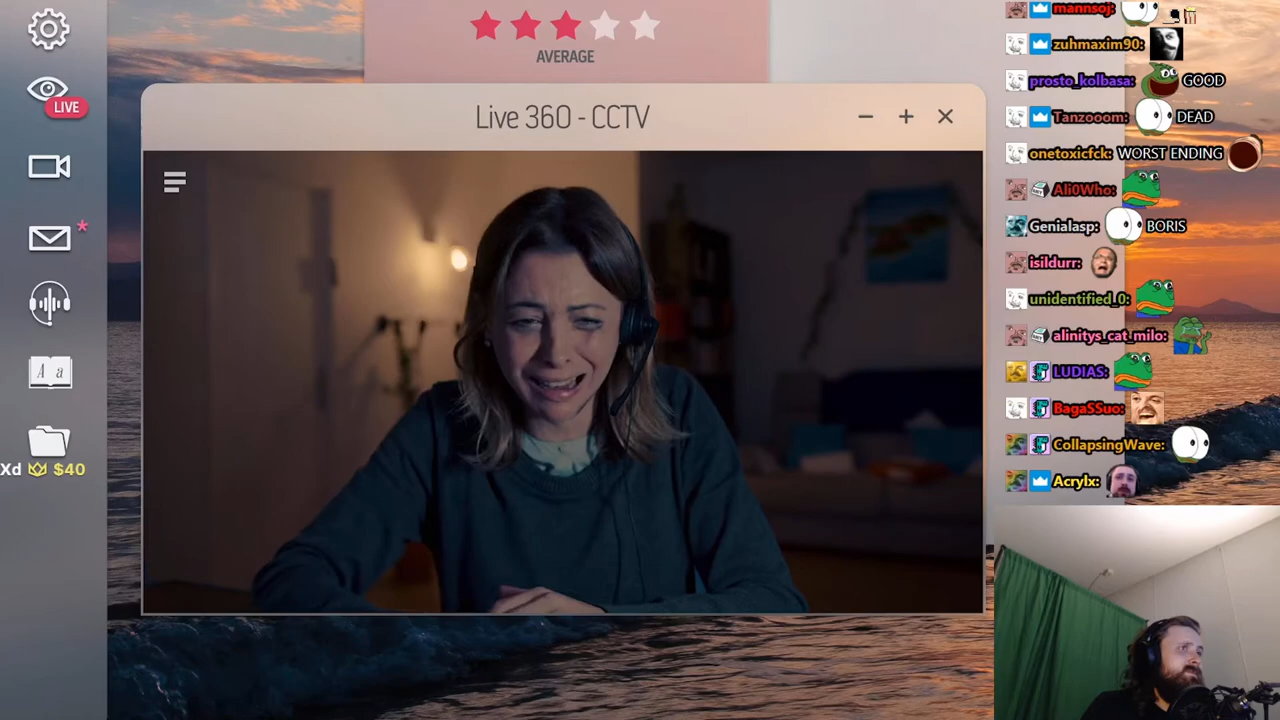 AVERAGE
Live 360 - CCTV
LIVE
A a
Xd $40
mannsoj:
zuhmaxim90:
prosto_kolbasa: GOOD
Tanzooom: DEAD
onetoxicfck: WORST ENDING
Ali0Who:
Genialasp: BORIS
isildurr:
unidentified_0:
alinitys_cat_milo:
LUDIAS:
BagaSSuo:
CollapsingWave:
Acrylx: